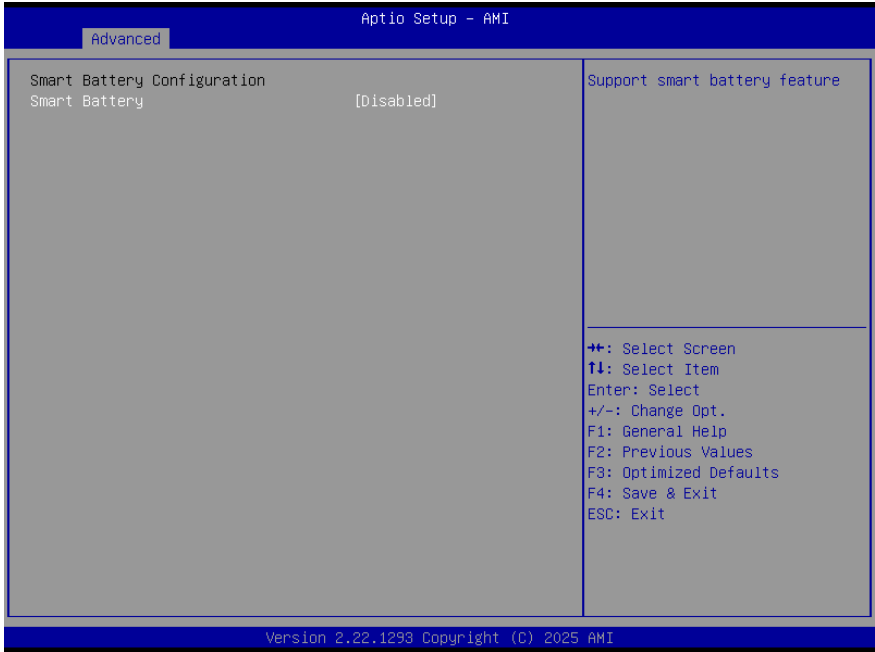 Aptio Setup – AMI
Advanced
Smart Battery Configuration
Smart Battery [Disabled]
Support smart battery feature
→←: Select Screen
↑↓: Select Item
Enter: Select
+/-: Change Opt.
F1: General Help
F2: Previous Values
F3: Optimized Defaults
F4: Save & Exit
ESC: Exit
Version 2.22.1293 Copyright (C) 2025 AMI